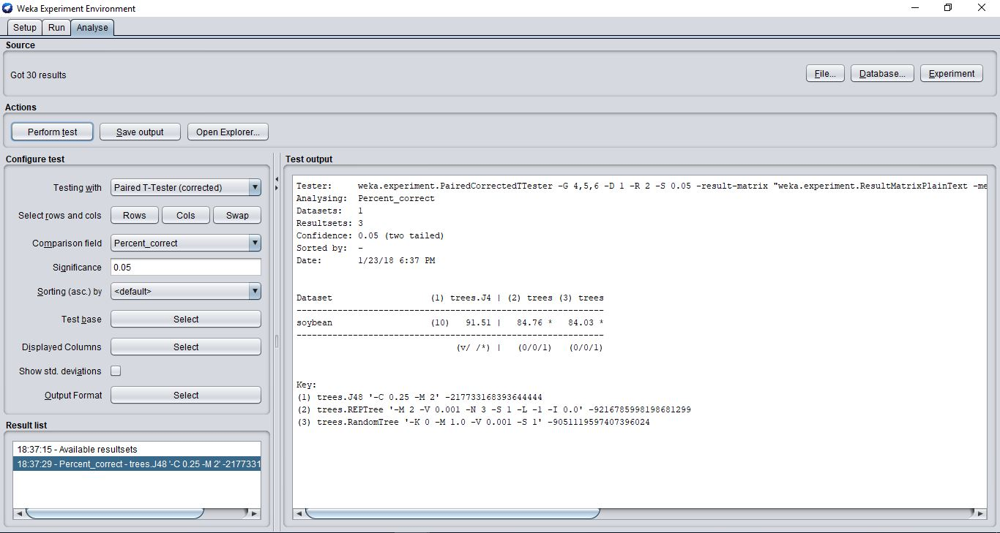 Weka Experiment Environment
Setup Run Analyse
Source
Got 30 results
File... Database... Experiment
Actions
Perform test Save output Open Explorer...
Configure test
Testing with Paired T-Tester (corrected)
Select rows and cols Rows Cols Swap
Comparison field Percent_correct
Significance 0.05
Sorting (asc.) by <default>
Test base Select
Displayed Columns Select
Show std. deviations
Output Format Select
Result list
18:37:15 - Available resultsets
18:37:29 - Percent_correct - trees.J48 '-C 0.25 -M 2' -2177331
Test output
Tester: weka.experiment.PairedCorrectedTTester -G 4,5,6 -D 1 -R 2 -S 0.05 -result-matrix "weka.experiment.ResultMatrixPlainText -me
Analysing: Percent_correct
Datasets: 1
Resultsets: 3
Confidence: 0.05 (two tailed)
Sorted by: -
Date: 1/23/18 6:37 PM
Dataset (1) trees.J4 | (2) trees (3) trees
------------------------------------------------------------
soybean (10) 91.51 | 84.76 * 84.03 *
------------------------------------------------------------
(v/ /*) | (0/0/1) (0/0/1)
Key:
(1) trees.J48 '-C 0.25 -M 2' -217733168393644444
(2) trees.REPTree '-M 2 -V 0.001 -N 3 -S 1 -L -1 -I 0.0' -9216785998198681299
(3) trees.RandomTree '-K 0 -M 1.0 -V 0.001 -S 1' -9051119597407396024